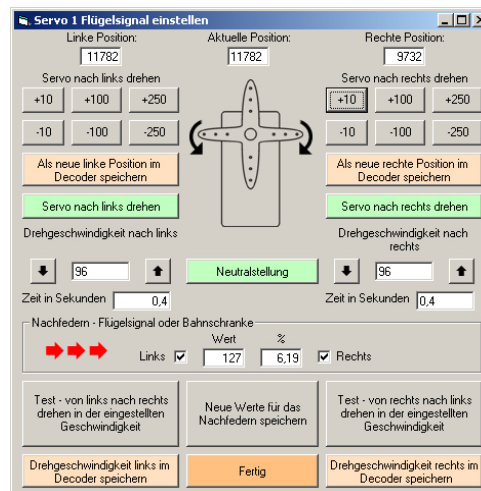 Servo 1 Flügelsignal einstellen
Linke Position:
Aktuelle Position:
Rechte Position:
11782
11782
9732
Servo nach links drehen
Servo nach rechts drehen
+10
+100
+250
+10
+100
+250
-10
-100
-250
-10
-100
-250
Als neue linke Position im
Decoder speichern
Als neue rechte Position im
Decoder speichern
Servo nach links drehen
Servo nach rechts drehen
Drehgeschwindigkeit nach links
Drehgeschwindigkeit nach
rechts
96
Neutralstellung
96
Zeit in Sekunden
0,4
Zeit in Sekunden
0,4
Nachfedern - Flügelsignal oder Bahnschranke
Wert
%
Links
127
6,19
Rechts
Test - von links nach rechts
drehen in der eingestellten
Geschwindigkeit
Neue Werte für das
Nachfedern speichern
Test - von rechts nach links
drehen in der eingestellten
Geschwindigkeit
Drehgeschwindigkeit links im
Decoder speichern
Fertig
Drehgeschwindigkeit rechts im
Decoder speichern